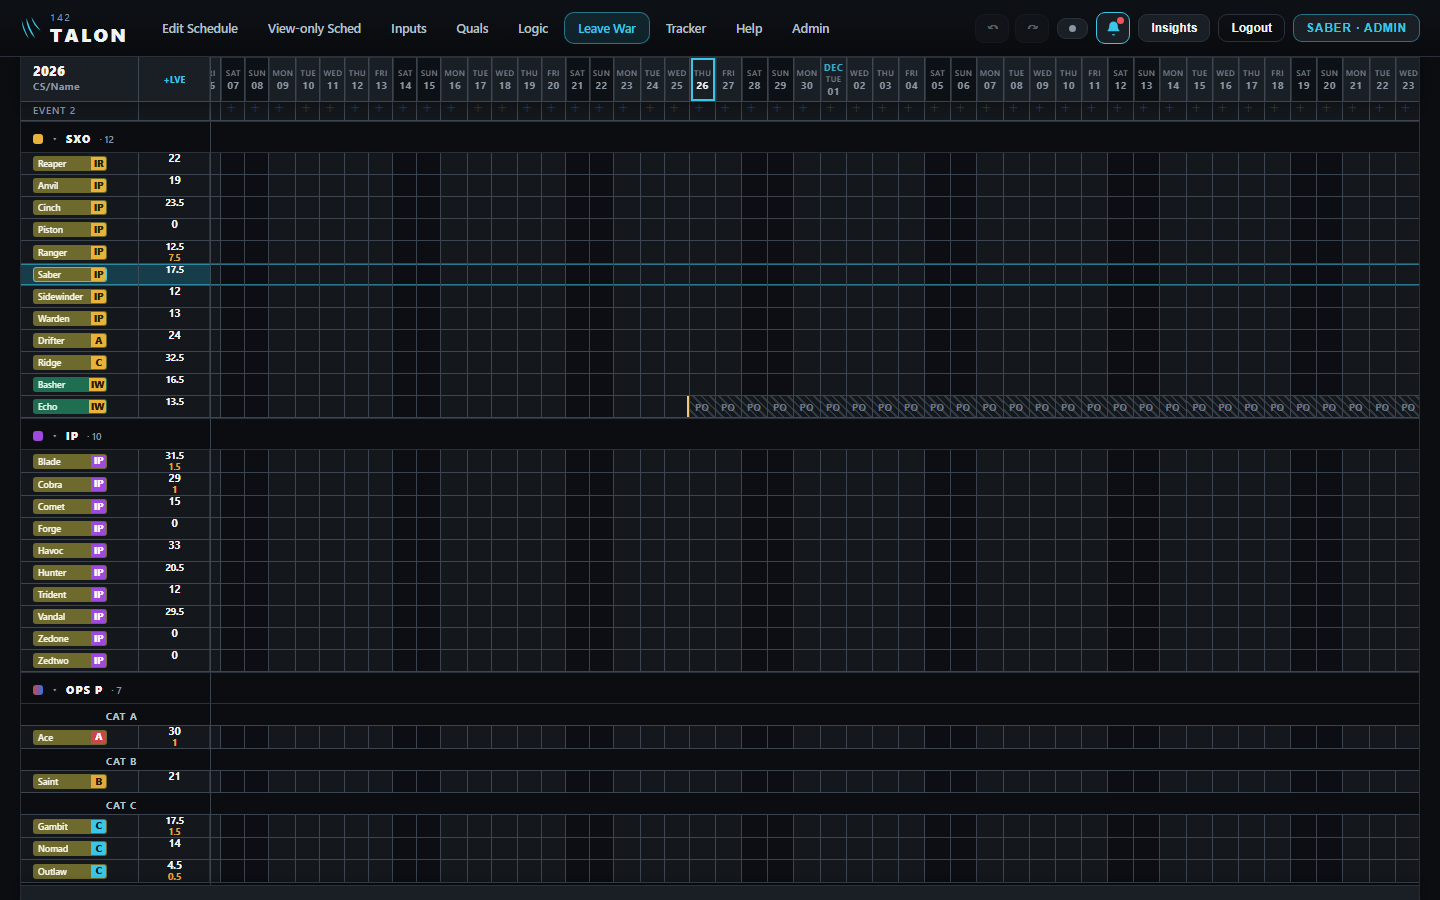 142
TALON
Edit Schedule
View-only Sched
Inputs
Quals
Logic
Leave War
Tracker
Help
Admin
Insights
Logout
SABER · ADMIN
2026
CS/Name
+LVE
SAT 07
SUN 08
MON 09
TUE 10
WED 11
THU 12
FRI 13
SAT 14
SUN 15
MON 16
TUE 17
WED 18
THU 19
FRI 20
SAT 21
SUN 22
MON 23
TUE 24
WED 25
THU 26
FRI 27
SAT 28
SUN 29
MON 30
DEC
TUE 01
WED 02
THU 03
FRI 04
SAT 05
SUN 06
MON 07
TUE 08
WED 09
THU 10
FRI 11
SAT 12
SUN 13
MON 14
TUE 15
WED 16
THU 17
FRI 18
SAT 19
SUN 20
MON 21
TUE 22
WED 23
EVENT 2
SXO · 12
Reaper IR 22
Anvil IP 19
Cinch IP 23.5
Piston IP 0
Ranger IP 12.5
7.5
Saber IP 17.5
Sidewinder IP 12
Warden IP 13
Drifter A 24
Ridge C 32.5
Basher IW 16.5
Echo IW 13.5 PO PO PO PO PO PO PO PO PO PO PO PO PO PO PO PO PO PO PO PO PO PO PO PO PO PO PO PO
IP · 10
Blade IP 31.5
1.5
Cobra IP 29
1
Comet IP 15
Forge IP 0
Havoc IP 33
Hunter IP 20.5
Trident IP 12
Vandal IP 29.5
Zedone IP 0
Zedtwo IP 0
OPS P · 7
CAT A
Ace A 30
1
CAT B
Saint B 21
CAT C
Gambit C 17.5
1.5
Nomad C 14
Outlaw C 4.5
0.5